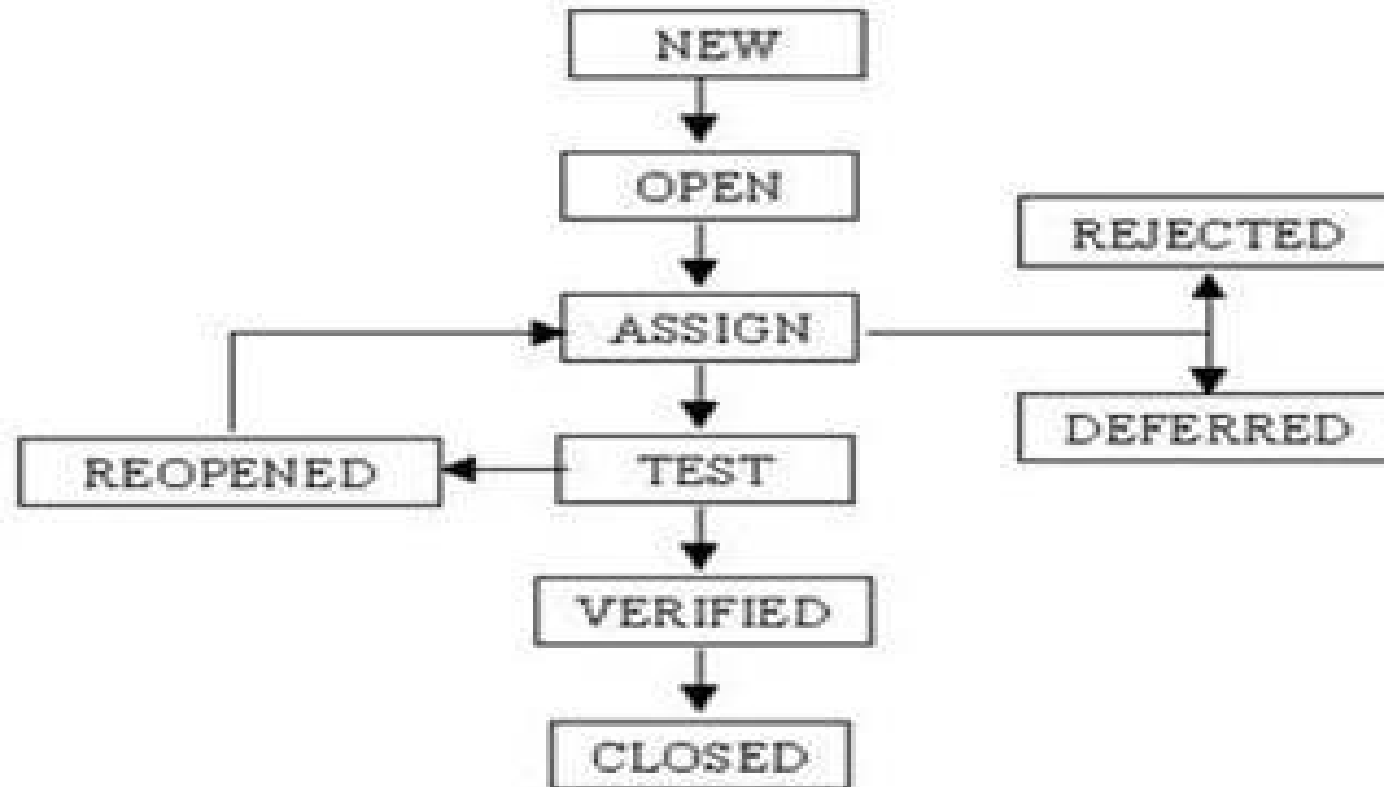 NEW
OPEN
REJECTED
ASSIGN
DEFERRED
REOPENED
TEST
VERIFIED
CLOSED